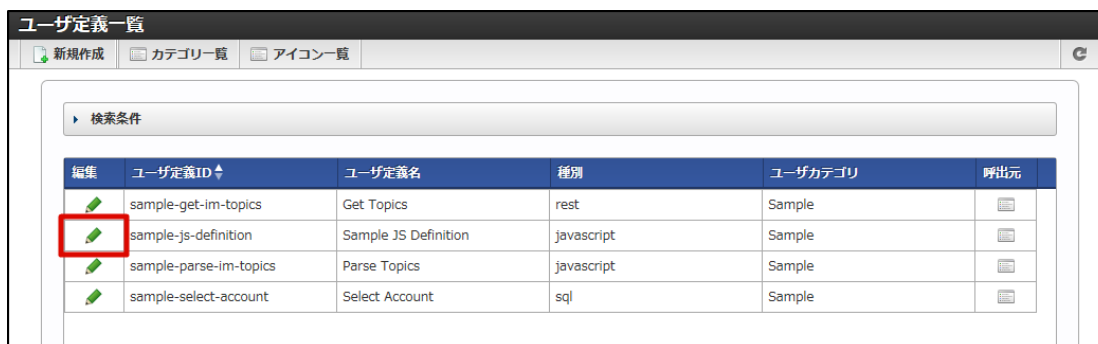 ユーザ定義一覧
新規作成 カテゴリ一覧 アイコン一覧
検索条件
編集 ユーザ定義ID ユーザ定義名 種別 ユーザカテゴリ 呼出元
sample-get-im-topics Get Topics rest Sample
sample-js-definition Sample JS Definition javascript Sample
sample-parse-im-topics Parse Topics javascript Sample
sample-select-account Select Account sql Sample